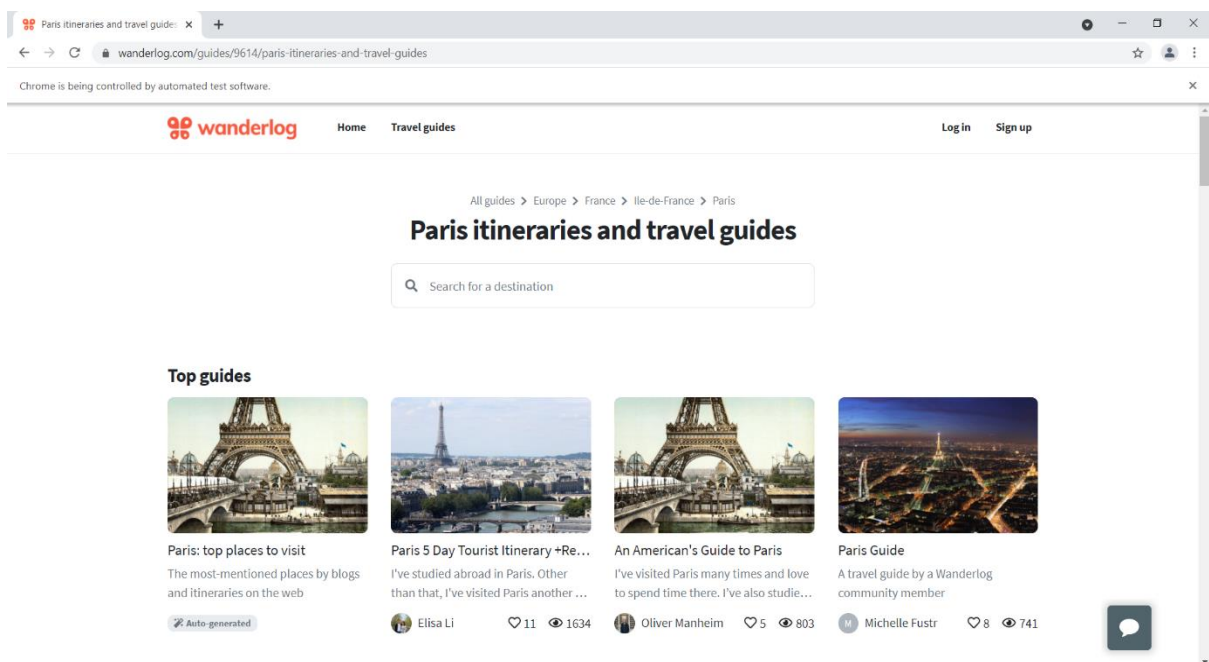 Paris itineraries and travel guide
wanderlog.com/guides/9614/paris-itineraries-and-travel-guides
Chrome is being controlled by automated test software.
wanderlog
Home
Travel guides
Log in
Sign up
All guides > Europe > France > Ile-de-France > Paris
Paris itineraries and travel guides
Search for a destination
Top guides
Paris: top places to visit
The most-mentioned places by blogs
and itineraries on the web
Auto-generated
Paris 5 Day Tourist Itinerary +Re...
I've studied abroad in Paris. Other
than that, I've visited Paris another ...
Elisa Li 11 1634
An American's Guide to Paris
I've visited Paris many times and love
to spend time there. I've also studie...
Oliver Manheim 5 803
Paris Guide
A travel guide by a Wanderlog
community member
M Michelle Fustr 8 741